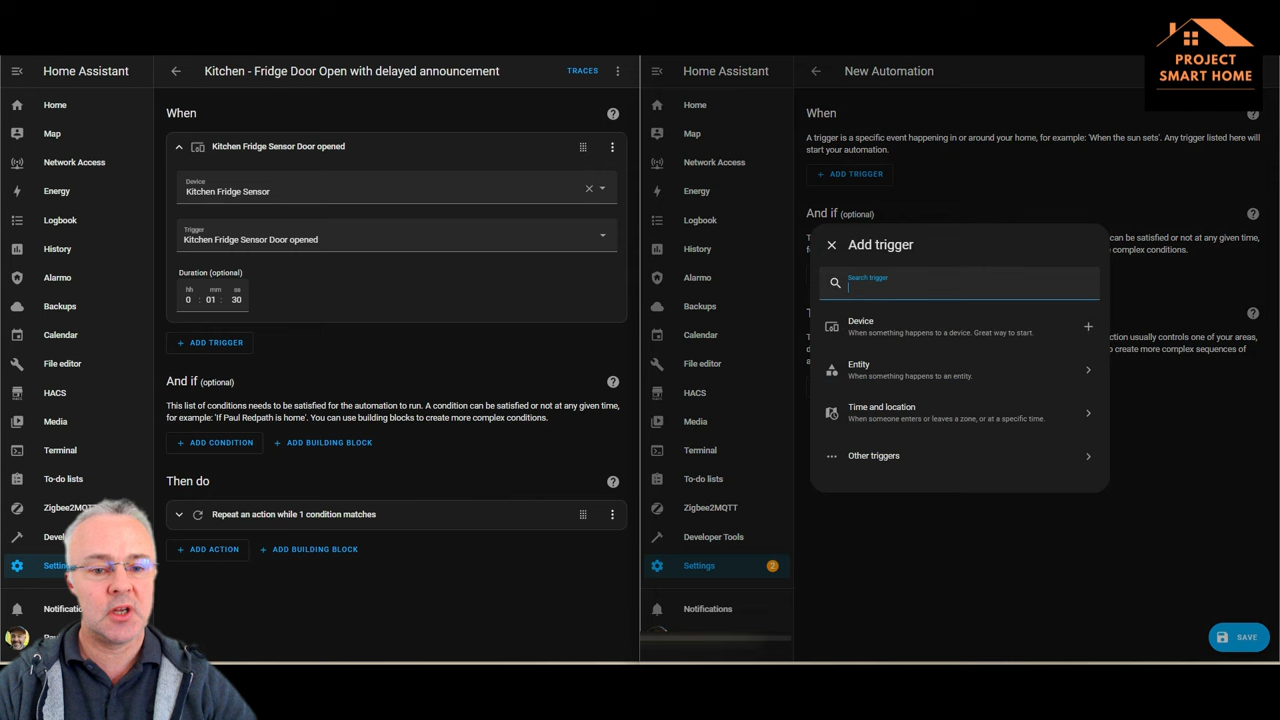 PROJECT
SMART HOME
Home Assistant
Home
Map
Network Access
Energy
Logbook
History
Alarmo
Backups
Calendar
File editor
HACS
Media
Terminal
To-do lists
Zigbee2MQTT
Settings
Kitchen - Fridge Door Open with delayed announcement
TRACES
When
Kitchen Fridge Sensor Door opened
Device
Kitchen Fridge Sensor
Trigger
Kitchen Fridge Sensor Door opened
Duration (optional)
hh mm ss
0 : 01 : 30
+ ADD TRIGGER
And if (optional)
This list of conditions needs to be satisfied for the automation to run. A condition can be satisfied or not at any given time,
for example: 'If Paul Redpath is home'. You can use building blocks to create more complex conditions.
+ ADD CONDITION + ADD BUILDING BLOCK
Then do
Repeat an action while 1 condition matches
+ ADD ACTION + ADD BUILDING BLOCK
Home Assistant
Home
Map
Network Access
Energy
Logbook
History
Alarmo
Backups
Calendar
File editor
HACS
Media
Terminal
To-do lists
Zigbee2MQTT
Developer Tools
Settings 2
Notifications
New Automation
When
A trigger is a specific event happening in or around your home, for example: 'When the sun sets'. Any trigger listed here will
start your automation.
+ ADD TRIGGER
And if (optional)
can be satisfied or not at any given time,
complex conditions.
ction usually controls one of your areas,
to create more complex sequences of
Add trigger
Search trigger
Device
When something happens to a device. Great way to start.
Entity
When something happens to an entity.
Time and location
When someone enters or leaves a zone, or at a specific time.
Other triggers
SAVE